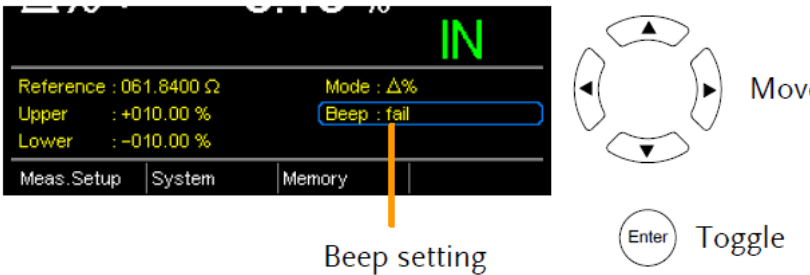 IN
Reference : 061.8400 Ω
Mode : Δ%
Upper : +010.00 %
Beep : fail
Lower : -010.00 %
Meas.Setup System Memory
Enter Toggle
Beep setting